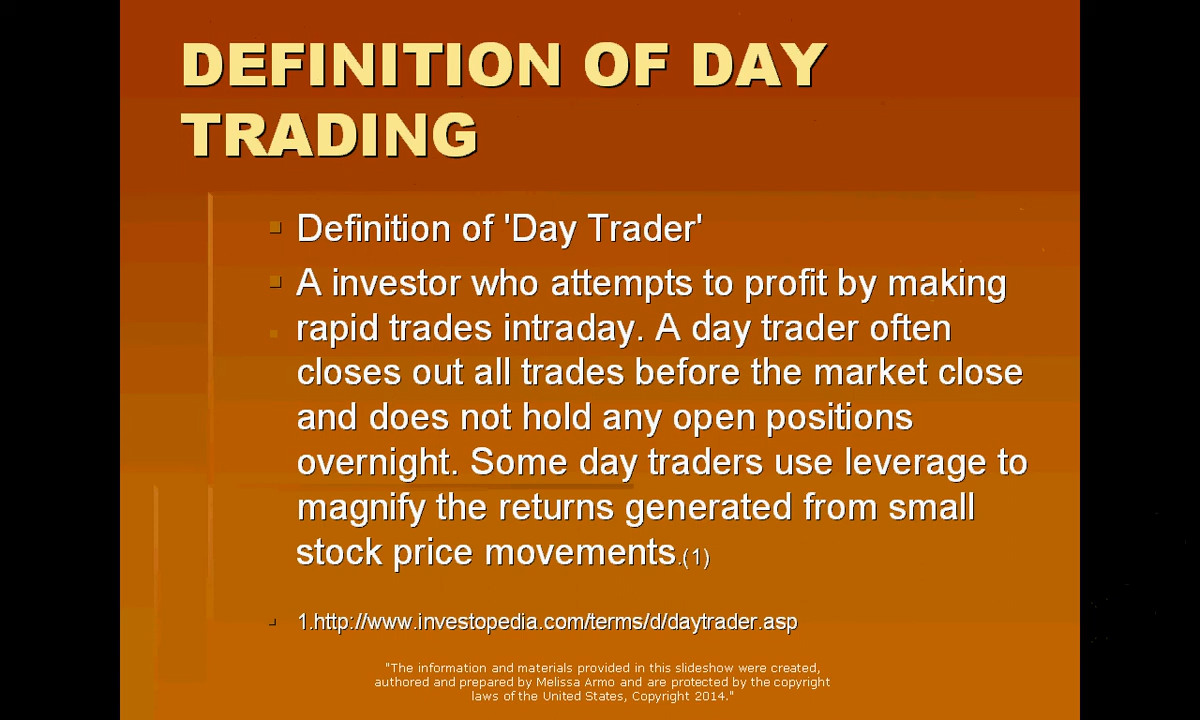 DEFINITION OF DAY
TRADING
Definition of 'Day Trader'
A investor who attempts to profit by making
rapid trades intraday. A day trader often
closes out all trades before the market close
and does not hold any open positions
overnight. Some day traders use leverage to
magnify the returns generated from small
stock price movements.(1)
1.http://www.investopedia.com/terms/d/daytrader.asp
"The information and materials provided in this slideshow were created,
authored and prepared by Melissa Armo and are protected by the copyright
laws of the United States, Copyright 2014."